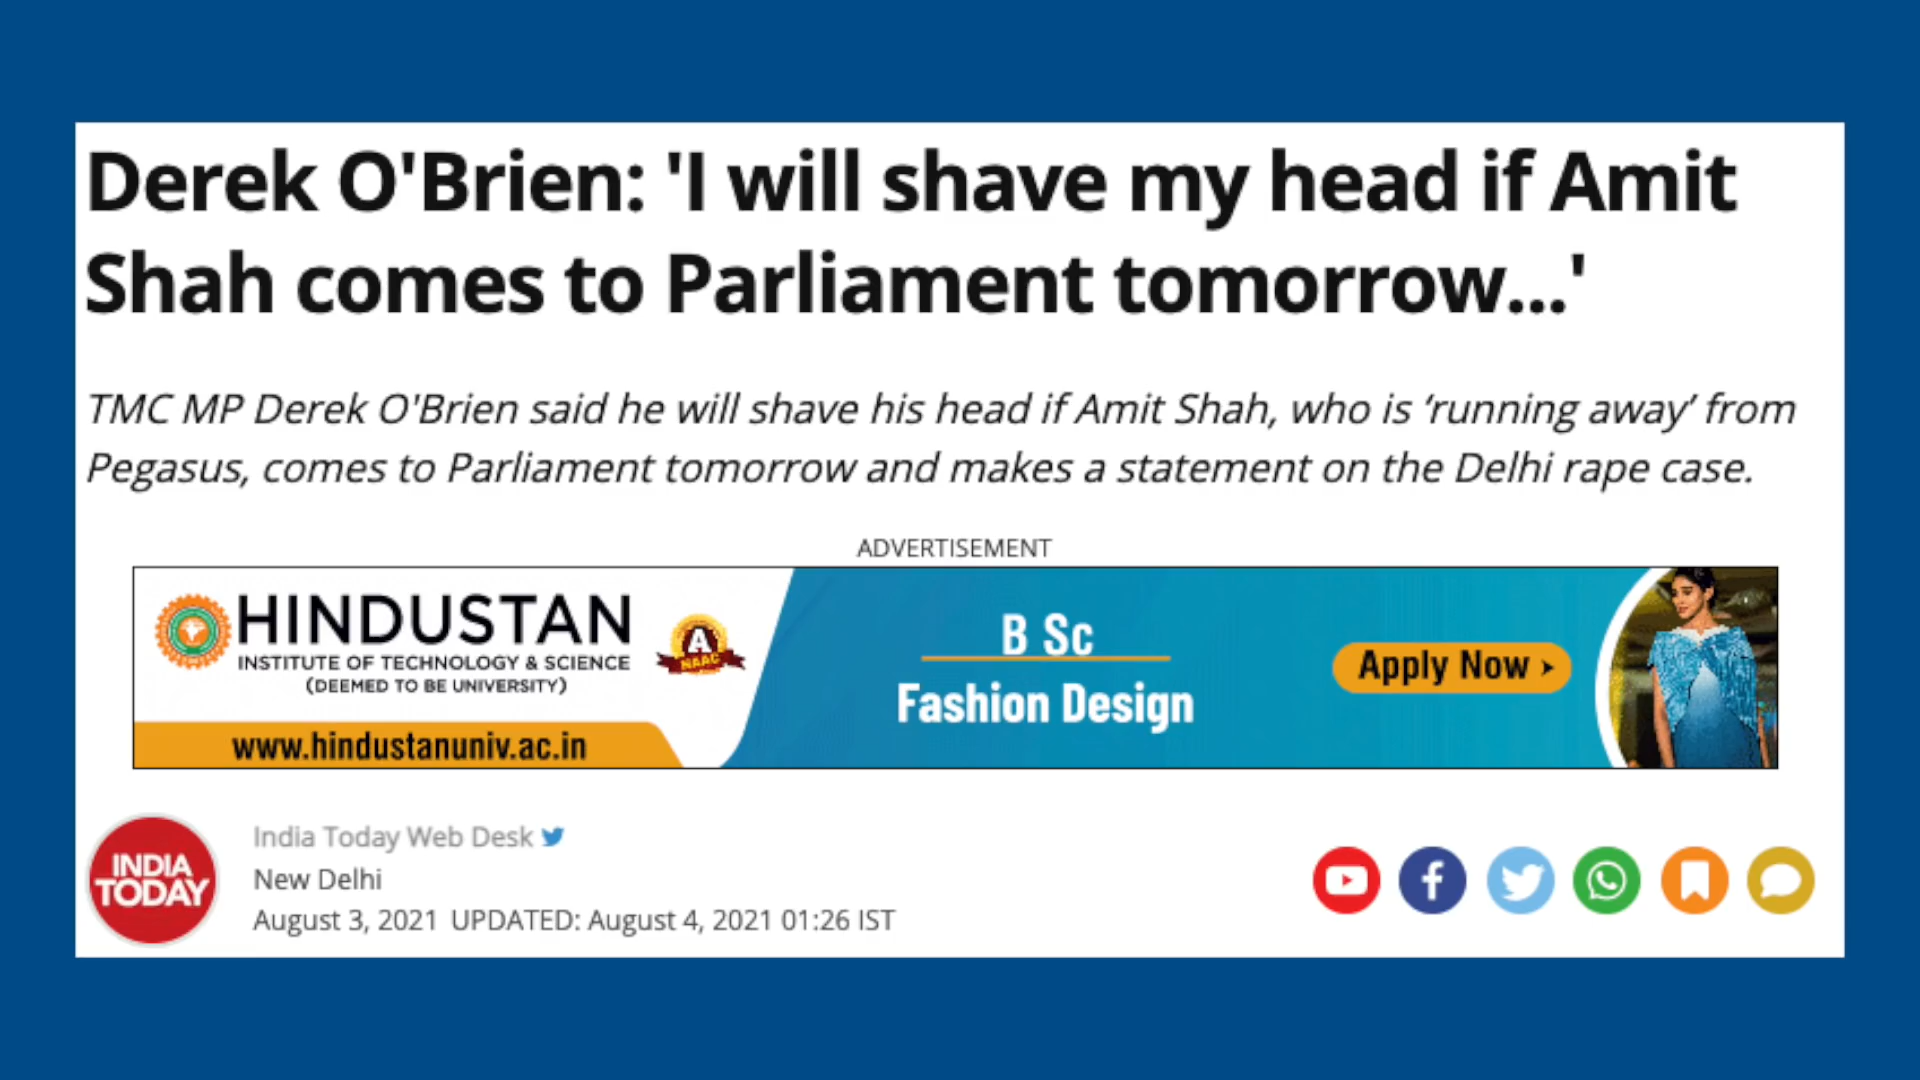 Derek O'Brien: 'I will shave my head if Amit
Shah comes to Parliament tomorrow...'
TMC MP Derek O'Brien said he will shave his head if Amit Shah, who is ‘running away’ from
Pegasus, comes to Parliament tomorrow and makes a statement on the Delhi rape case.
ADVERTISEMENT
HINDUSTAN
INSTITUTE OF TECHNOLOGY & SCIENCE
(DEEMED TO BE UNIVERSITY)
www.hindustanuniv.ac.in
A
NAAC
B Sc
Fashion Design
Apply Now
INDIA
TODAY
India Today Web Desk
New Delhi
August 3, 2021 UPDATED: August 4, 2021 01:26 IST